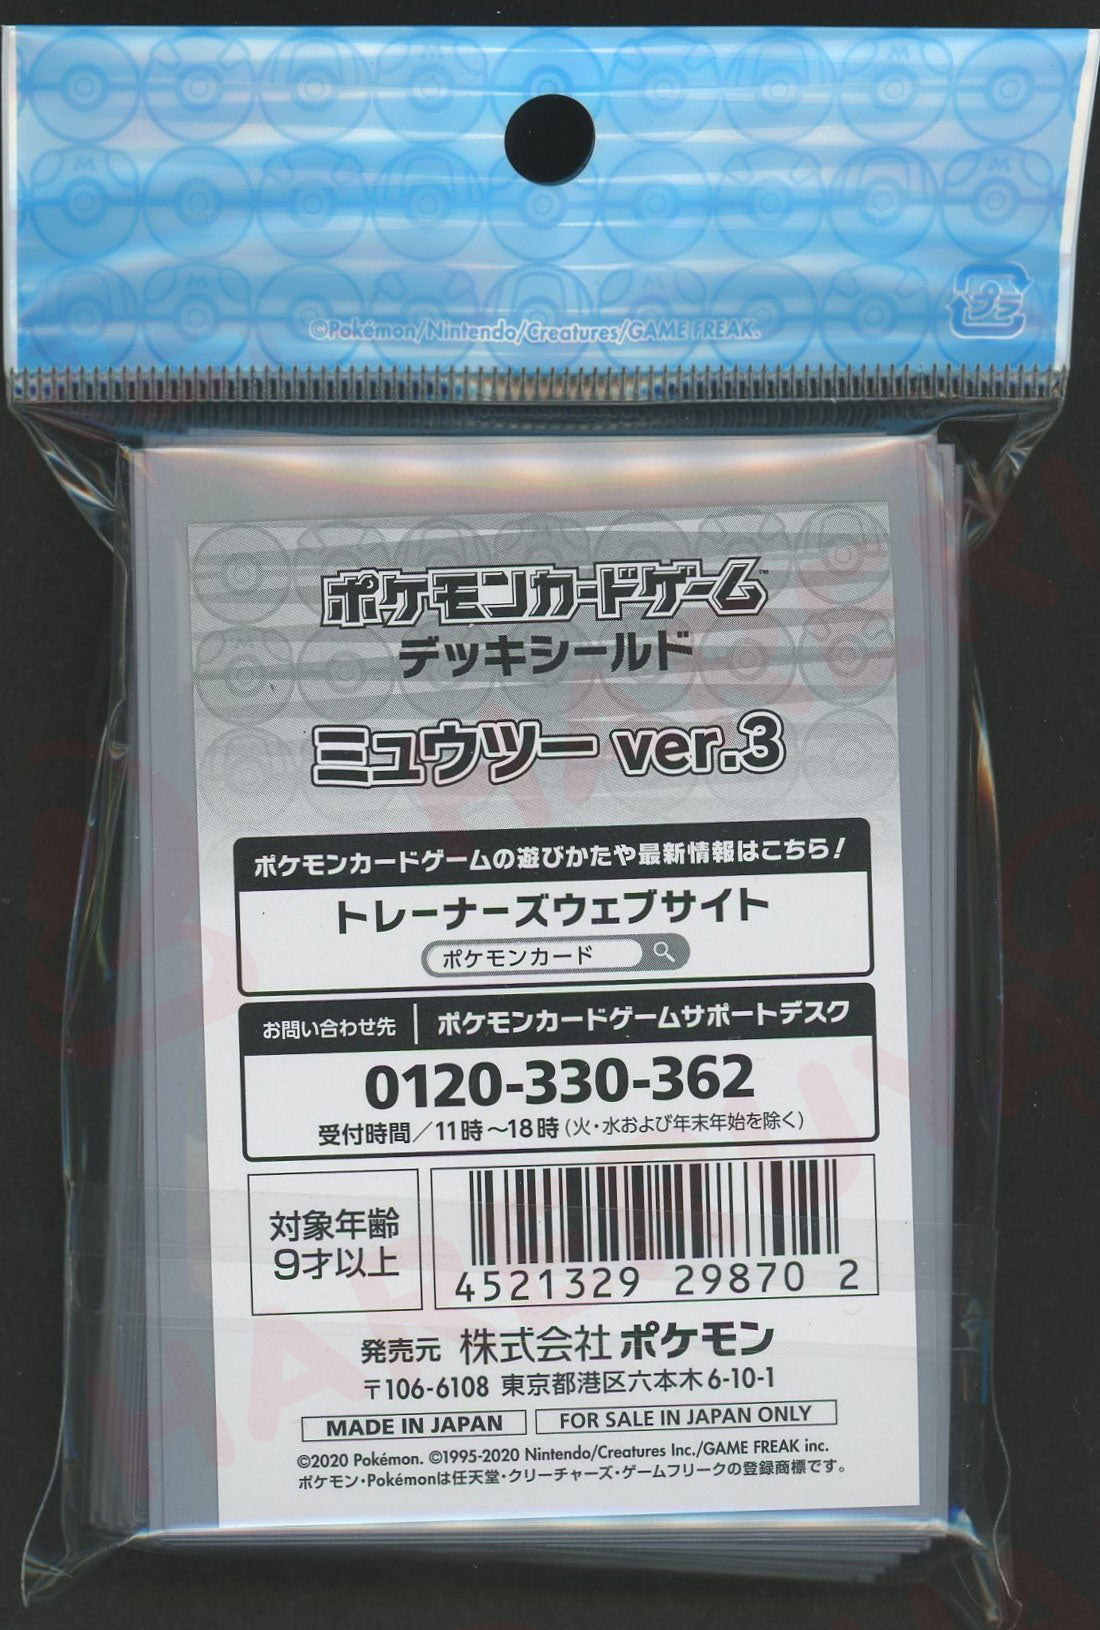 ©Pokémon/Nintendo/Creatures/GAME FREAK.
プラ
ポケモンカードゲーム™
デッキシールド
ミュウツー ver.3
ポケモンカードゲームの遊びかたや最新情報はこちら!
トレーナーズウェブサイト
ポケモンカード
お問い合わせ先 ポケモンカードゲームサポートデスク
0120-330-362
受付時間/11時～18時(火・水および年末年始を除く)
対象年齢
9才以上
4521329 29870 2
発売元 株式会社ポケモン
〒106-6108 東京都港区六本木6-10-1
MADE IN JAPAN FOR SALE IN JAPAN ONLY
©2020 Pokémon. ©1995-2020 Nintendo/Creatures Inc./GAME FREAK inc.
ポケモン・Pokémonは任天堂・クリーチャーズ・ゲームフリークの登録商標です。